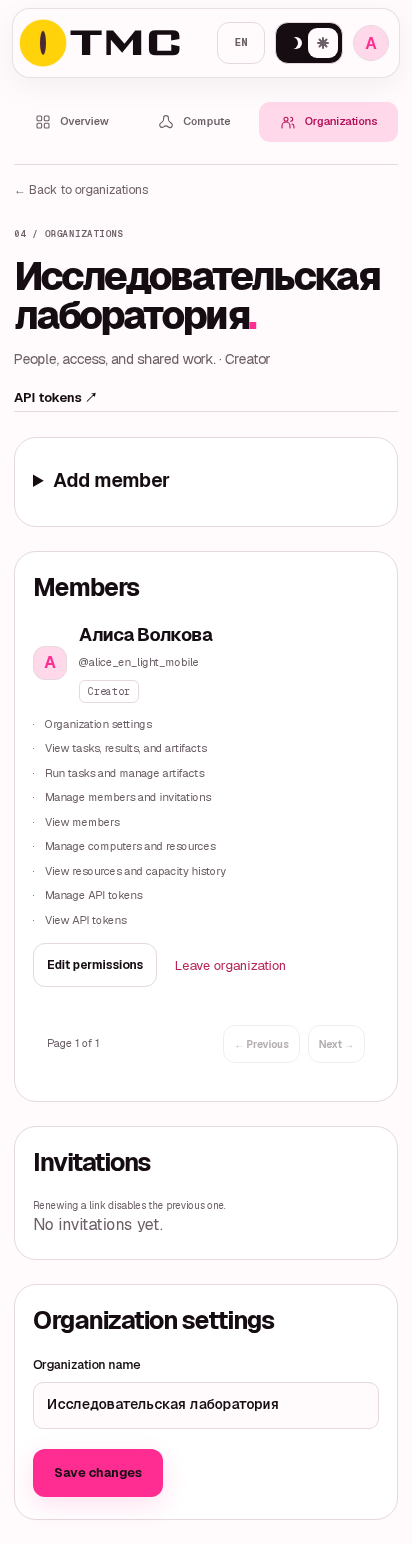 TMC
EN
A
Overview
Compute
Organizations
← Back to organizations
04 / ORGANIZATIONS
Исследовательская
лаборатория.
People, access, and shared work. · Creator
API tokens ↗
▶ Add member
Members
A
Алиса Волкова
@alice_en_light_mobile
Creator
· Organization settings
· View tasks, results, and artifacts
· Run tasks and manage artifacts
· Manage members and invitations
· View members
· Manage computers and resources
· View resources and capacity history
· Manage API tokens
· View API tokens
Edit permissions
Leave organization
Page 1 of 1
← Previous
Next →
Invitations
Renewing a link disables the previous one.
No invitations yet.
Organization settings
Organization name
Исследовательская лаборатория
Save changes